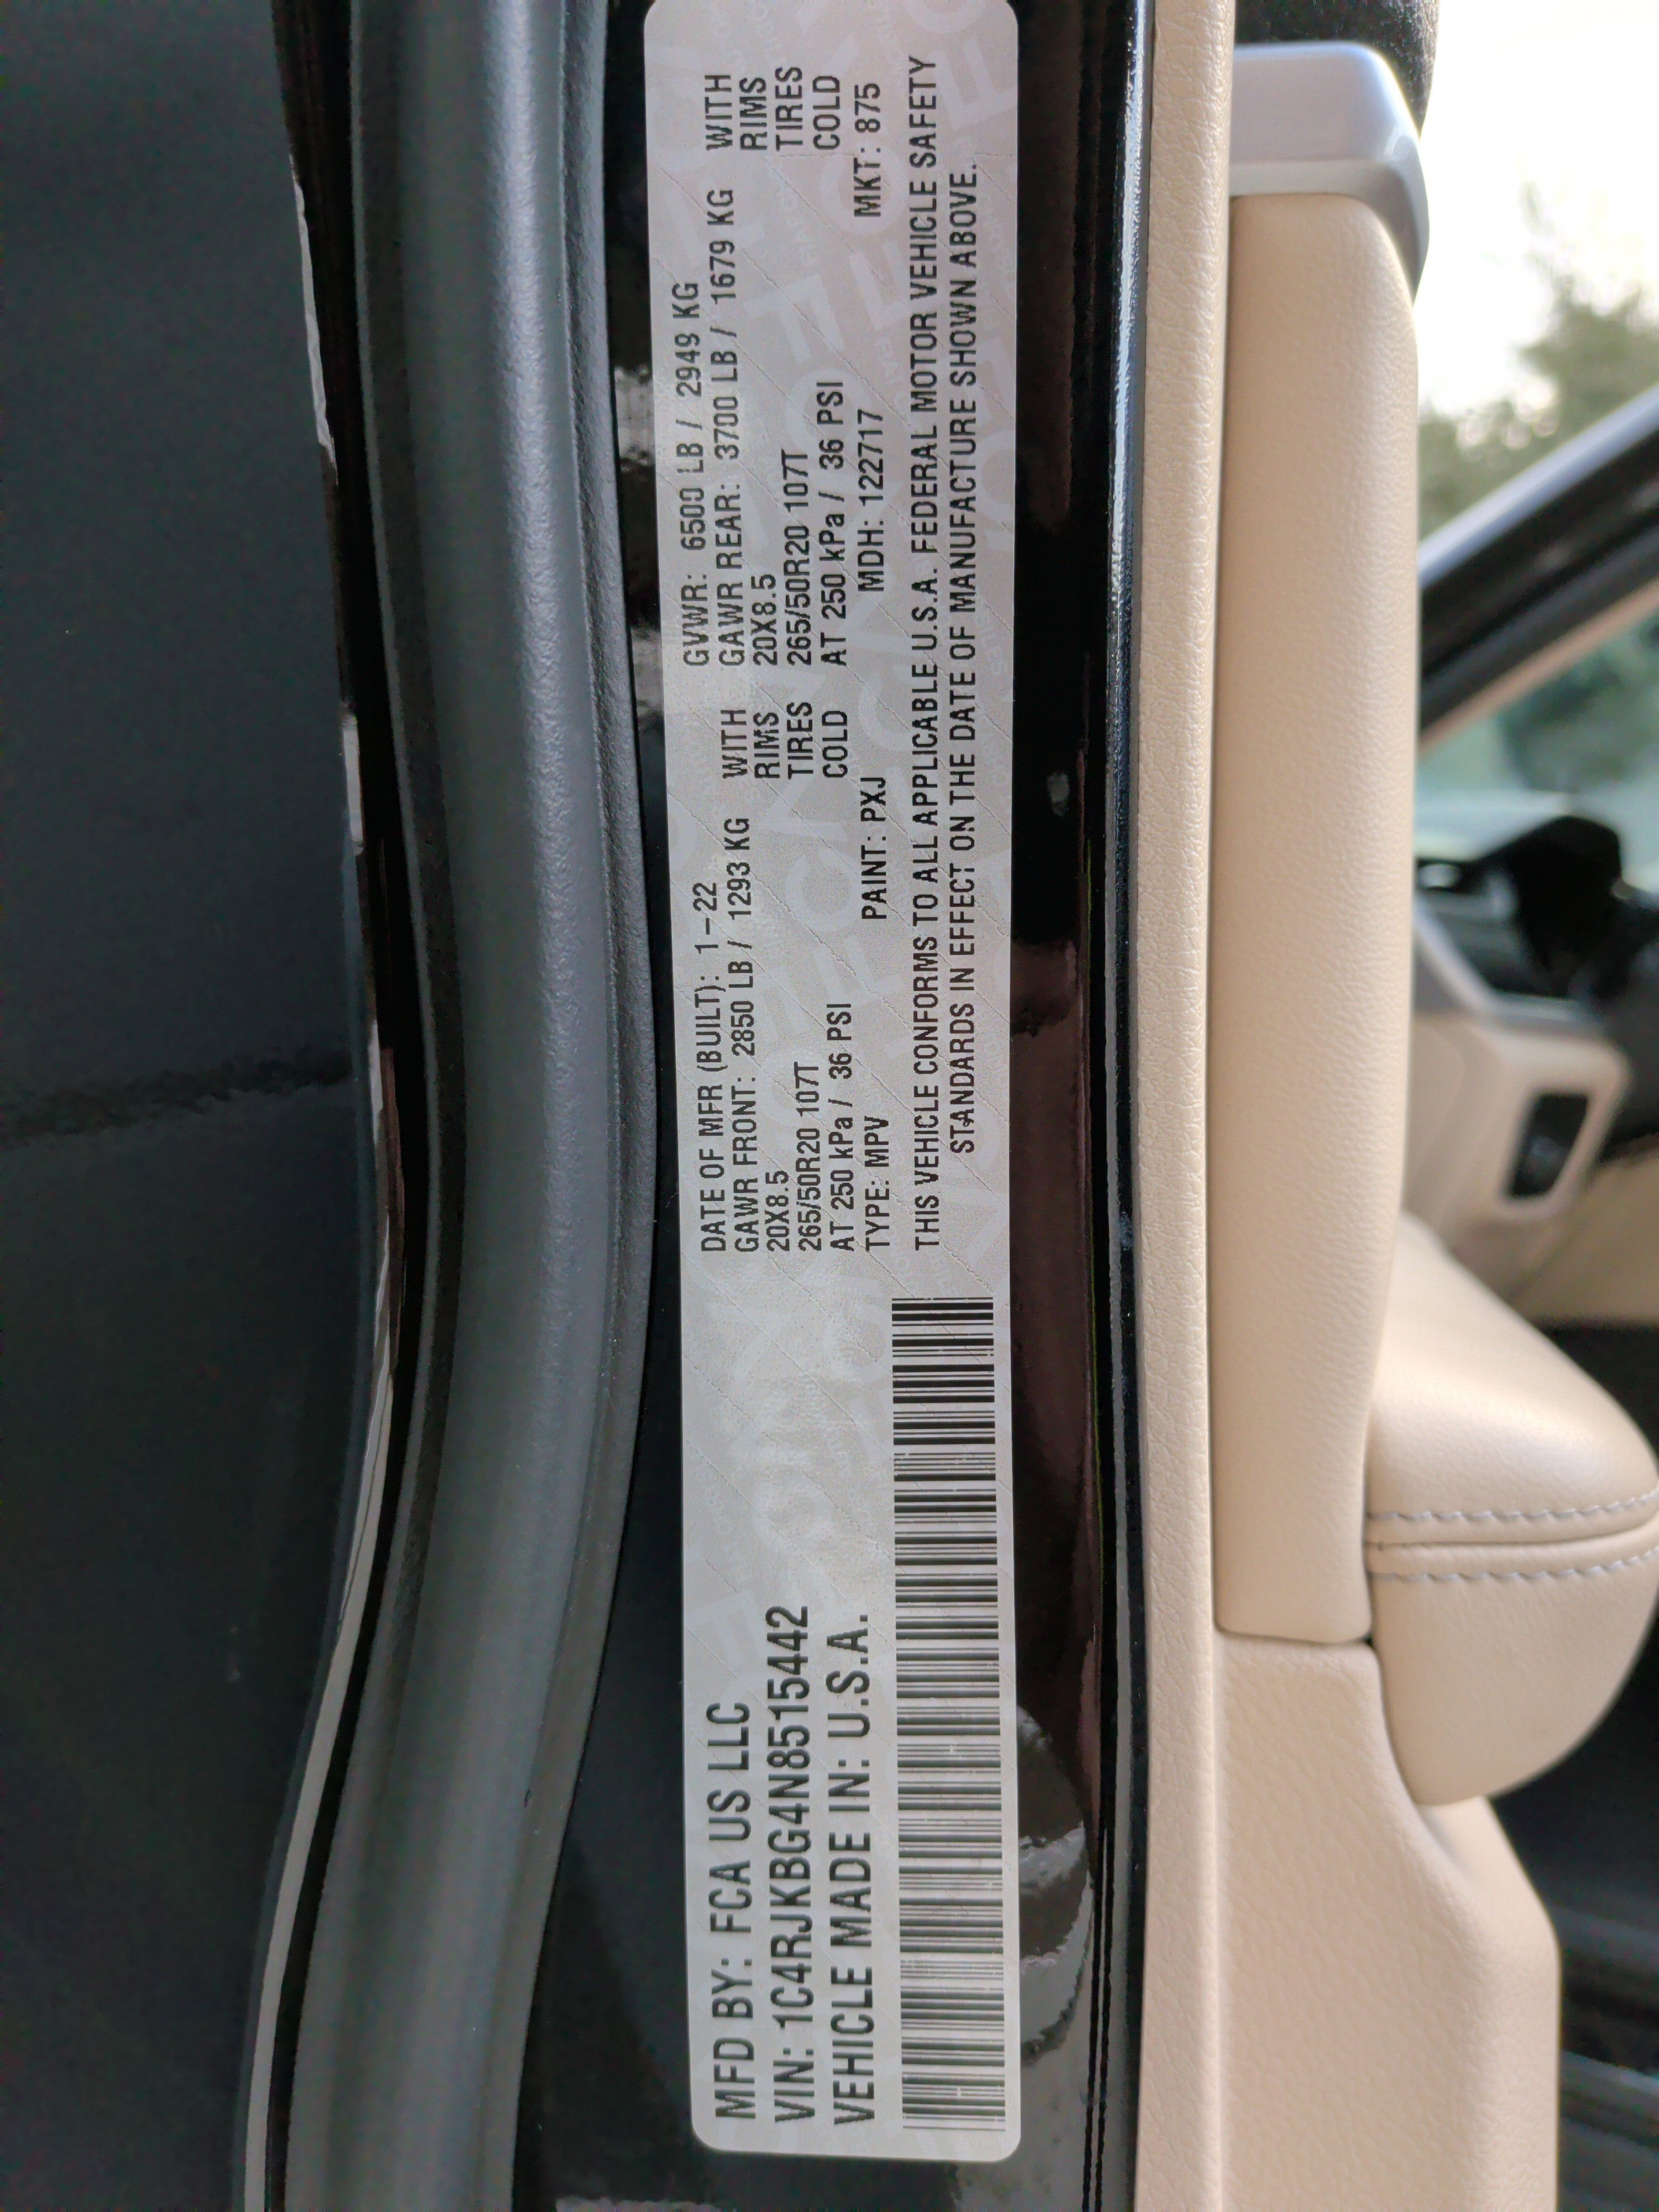 MFD BY: FCA US LLC
VIN: 1C4RJKBG4N8515442
VEHICLE MADE IN: U.S.A.
DATE OF MFR (BUILT): 1-22 GVWR: 6500 LB / 2949 KG
GAWR FRONT: 2850 LB / 1293 KG WITH GAWR REAR: 3700 LB / 1679 KG WITH
20X8.5 RIMS 20X8.5 RIMS
265/50R20 107T TIRES 265/50R20 107T TIRES
AT 250 kPa / 36 PSI COLD AT 250 kPa / 36 PSI COLD
TYPE: MPV PAINT: PXJ MDH: 122717 MKT: 875
THIS VEHICLE CONFORMS TO ALL APPLICABLE U.S.A. FEDERAL MOTOR VEHICLE SAFETY
STANDARDS IN EFFECT ON THE DATE OF MANUFACTURE SHOWN ABOVE.